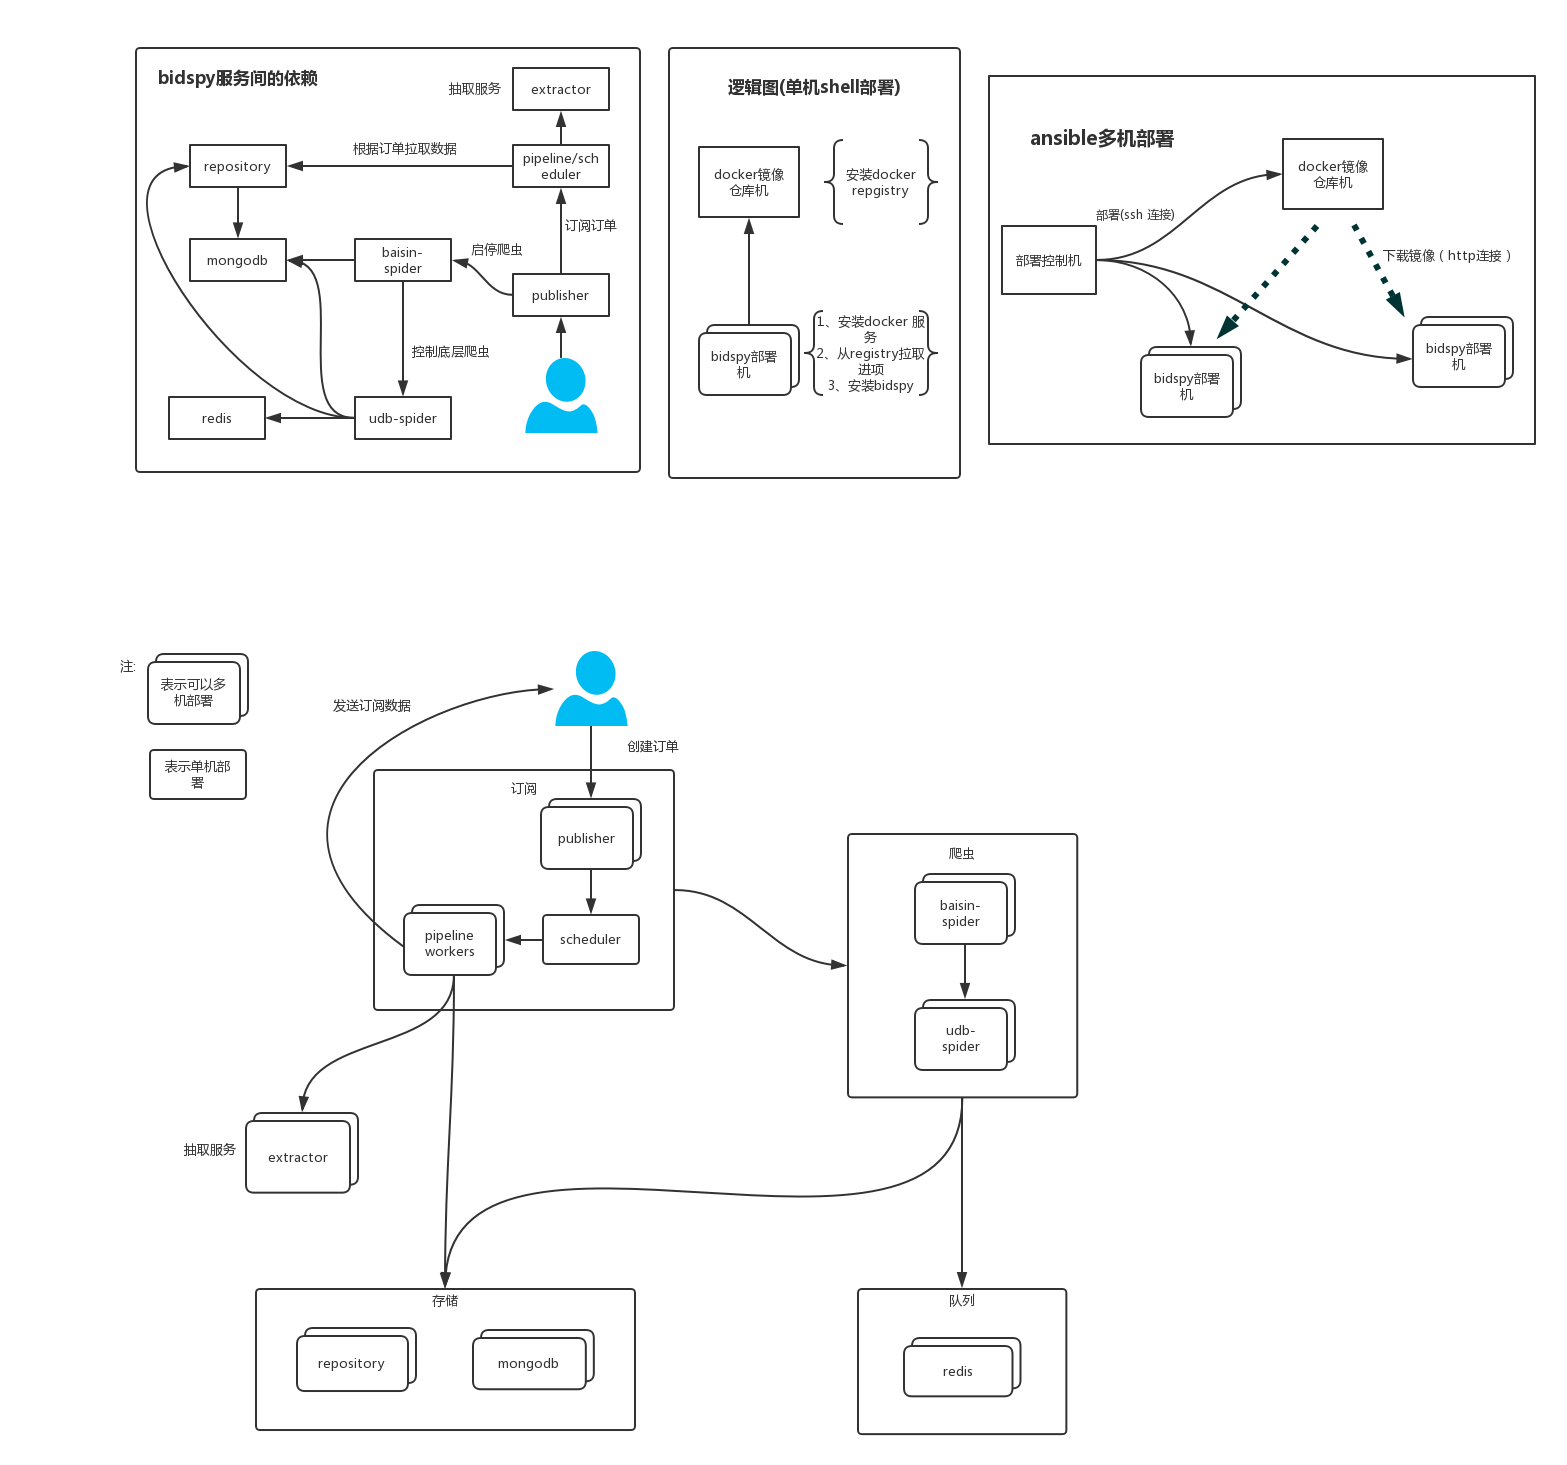 bidspy服务间的依赖
抽取服务
extractor
根据订单拉取数据
repository
pipeline/sch
eduler
订阅订单
mongodb
baisin-
spider
启停爬虫
publisher
控制底层爬虫
redis
udb-spider
逻辑图(单机shell部署)
docker镜像
仓库机
安装docker
repgistry
bidspy部署
机
1、安装docker 服
务
2、从registry拉取
进项
3、安装bidspy
ansible多机部署
docker镜像
仓库机
部署(ssh 连接)
部署控制机
下载镜像（http连接）
bidspy部署
机
bidspy部署
机
注:
表示可以多
机部署
表示单机部
署
发送订阅数据
创建订单
订阅
publisher
pipeline
workers
scheduler
爬虫
baisin-
spider
udb-
spider
抽取服务
extractor
存储
repository
mongodb
队列
redis